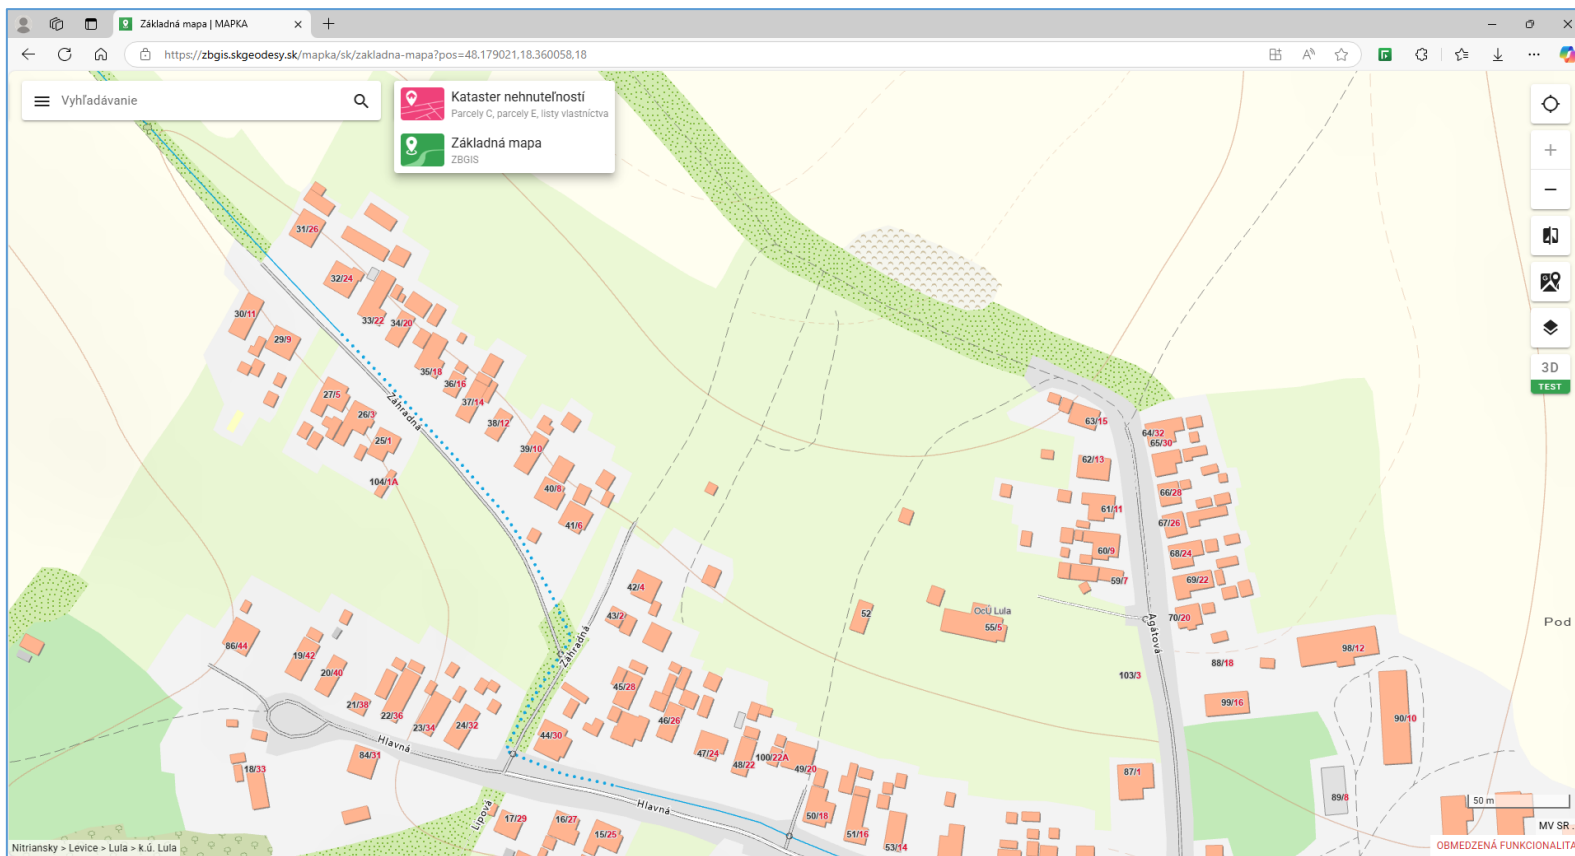 Základná mapa | MAPKA
https://zbgis.skgeodesy.sk/mapka/sk/zakladna-mapa?pos=48.179021,18.360058,18
Vyhľadávanie
Kataster nehnuteľností
Parcely C, parcely E, listy vlastníctva
Základná mapa
ZBGIS
3D
TEST
31/26
32/24
33/22
34/20
30/11
29/9
35/18
36/16
37/14
27/5
26/3
25/1
Záhradná
38/12
39/10
104/1A
40/8
41/6
63/15
64/32
65/30
62/13
66/28
61/11
67/26
60/9
68/24
59/7
69/22
42/4
43/2
52
OcÚ Lula
55/5
70/20
Agátová
Pod
Záhradná
86/44
19/42
20/40
21/38
22/36
23/34
24/32
45/28
46/26
98/12
88/18
103/3
99/16
90/10
44/30
47/24
48/22
100/22A
49/20
Hlavná
84/31
18/33
87/1
89/8
Hlavná
Lipová
17/29
16/27
15/25
50/18
51/16
53/14
50 m
MV SR .
Nitriansky > Levice > Lula > k.ú. Lula
OBMEDZENÁ FUNKCIONALITA